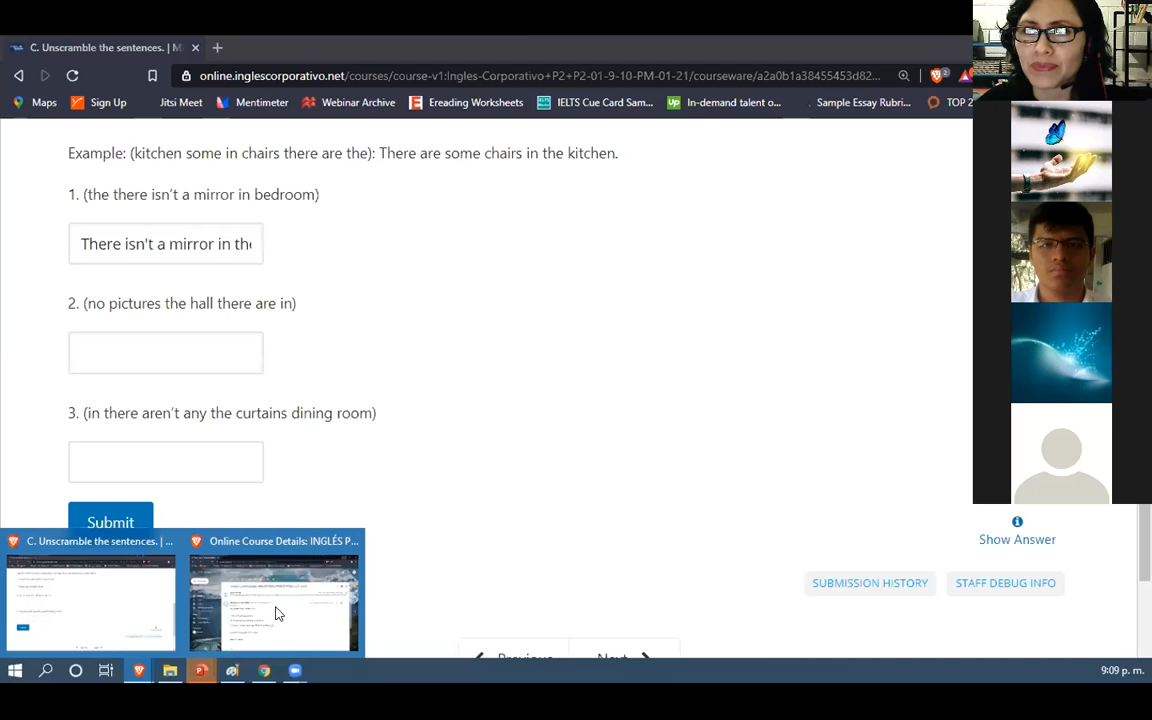 C. Unscramble the sentences. | M
online.inglescorporativo.net/courses/course-v1:Ingles-Corporativo+P2+P2-01-9-10-PM-01-21/courseware/a2a0b1a38455453d82...
2
Maps Sign Up Jitsi Meet Mentimeter Webinar Archive Ereading Worksheets IELTS Cue Card Sam... In-demand talent o... Sample Essay Rubri... TOP 2
Example: (kitchen some in chairs there are the): There are some chairs in the kitchen.
1. (the there isn't a mirror in bedroom)
There isn't a mirror in the
2. (no pictures the hall there are in)
3. (in there aren't any the curtains dining room)
Submit
Show Answer
C. Unscramble the sentences. | ... Online Course Details: INGLÉS P...
SUBMISSION HISTORY STAFF DEBUG INFO
Previous Next
9:09 p. m.